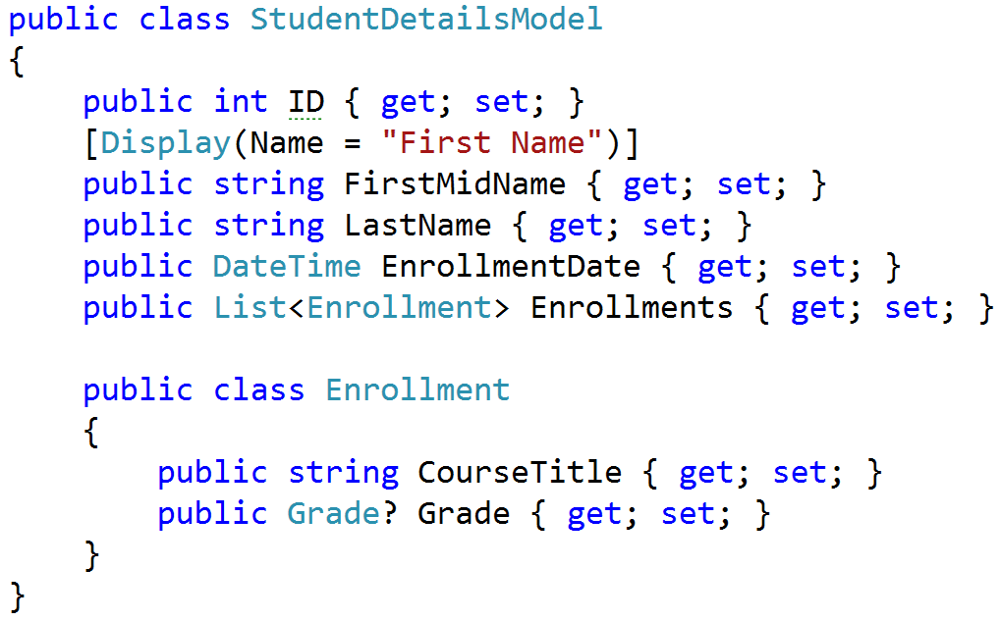 public class StudentDetailsModel
{
    public int ID { get; set; }
    [Display(Name = "First Name")]
    public string FirstMidName { get; set; }
    public string LastName { get; set; }
    public DateTime EnrollmentDate { get; set; }
    public List<Enrollment> Enrollments { get; set; }

    public class Enrollment
    {
        public string CourseTitle { get; set; }
        public Grade? Grade { get; set; }
    }
}